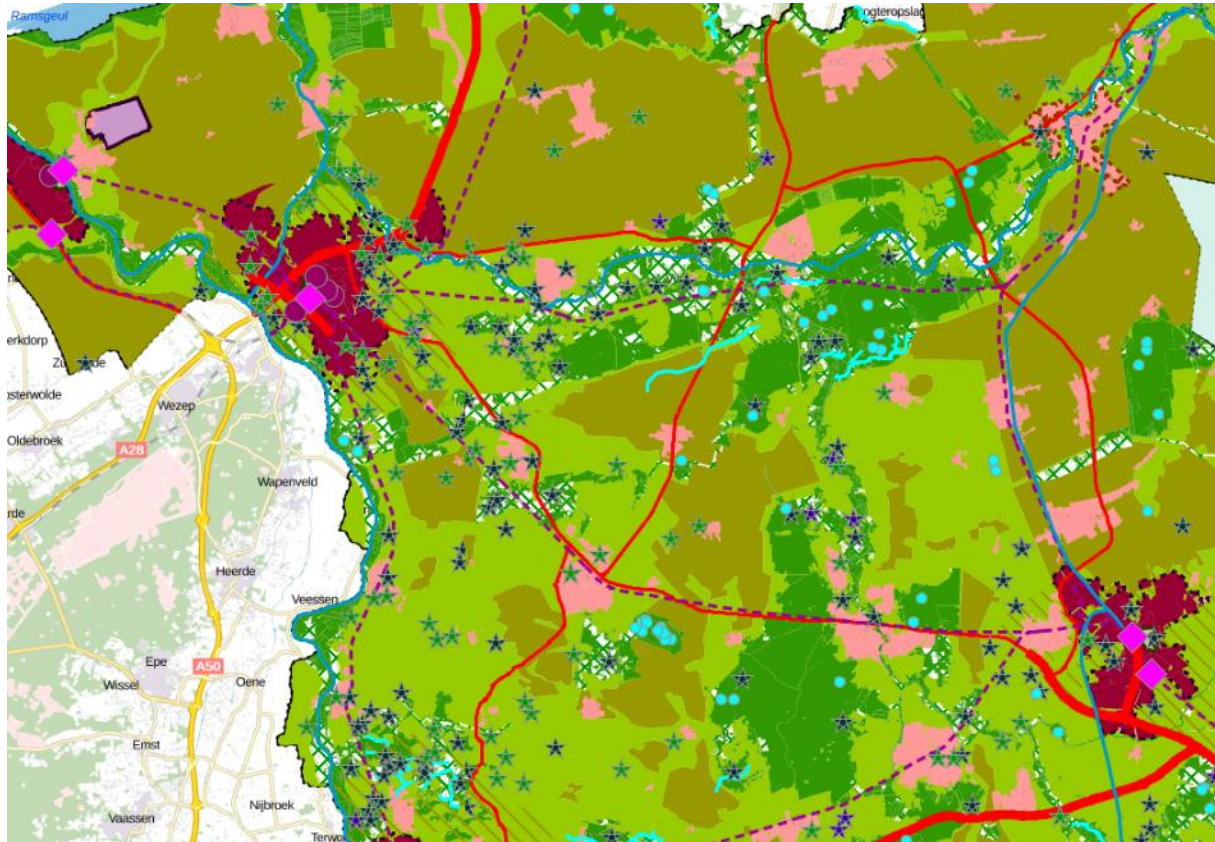 Ramsgeul
ogteropslag
erkdorp
Zu de
osterwolde
Wezep
Oldebroek
A28
Wapenveld
rde
Heerde
Veessen
Epe
A50
Wissel
Oene
Emst
Nijbroek
Vaassen
Terwo